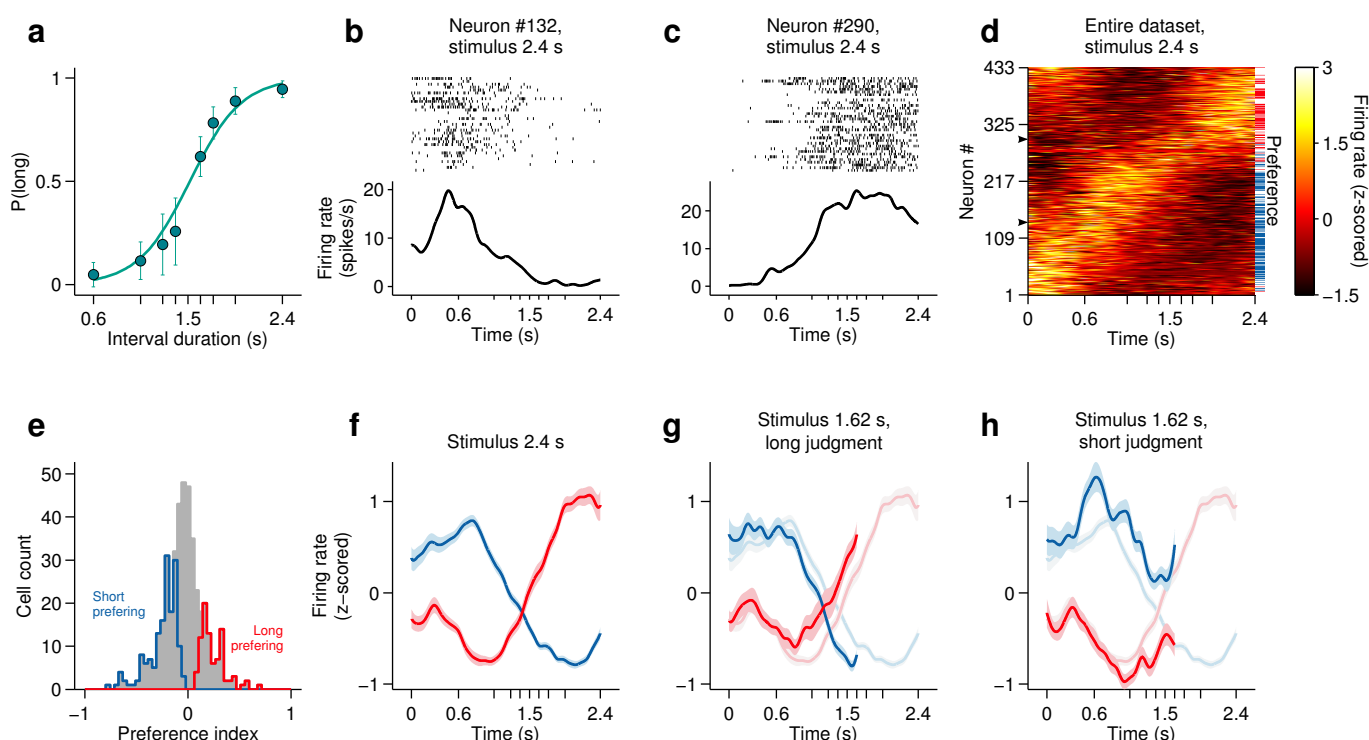 a
1
0.5
0
P(long)
0.6
1.5
2.4
Interval duration (s)
b
Neuron #132,
stimulus 2.4 s
20
10
0
Firing rate
(spikes/s)
0
0.6
1.5
2.4
Time (s)
c
Neuron #290,
stimulus 2.4 s
20
10
0
0
0.6
1.5
2.4
Time (s)
d
Entire dataset,
stimulus 2.4 s
433
325
217
109
1
Neuron #
0
0.6
1.5
2.4
Time (s)
Preference
3
1.5
0
−1.5
Firing rate (z-scored)
e
50
40
30
20
10
0
Cell count
Short
prefering
Long
prefering
−1
0
1
Preference index
f
Stimulus 2.4 s
1
0
−1
Firing rate
(z−scored)
0
0.6
1.5
2.4
Time (s)
g
Stimulus 1.62 s,
long judgment
1
0
−1
0
0.6
1.5
2.4
Time (s)
h
Stimulus 1.62 s,
short judgment
1
0
−1
0
0.6
1.5
2.4
Time (s)